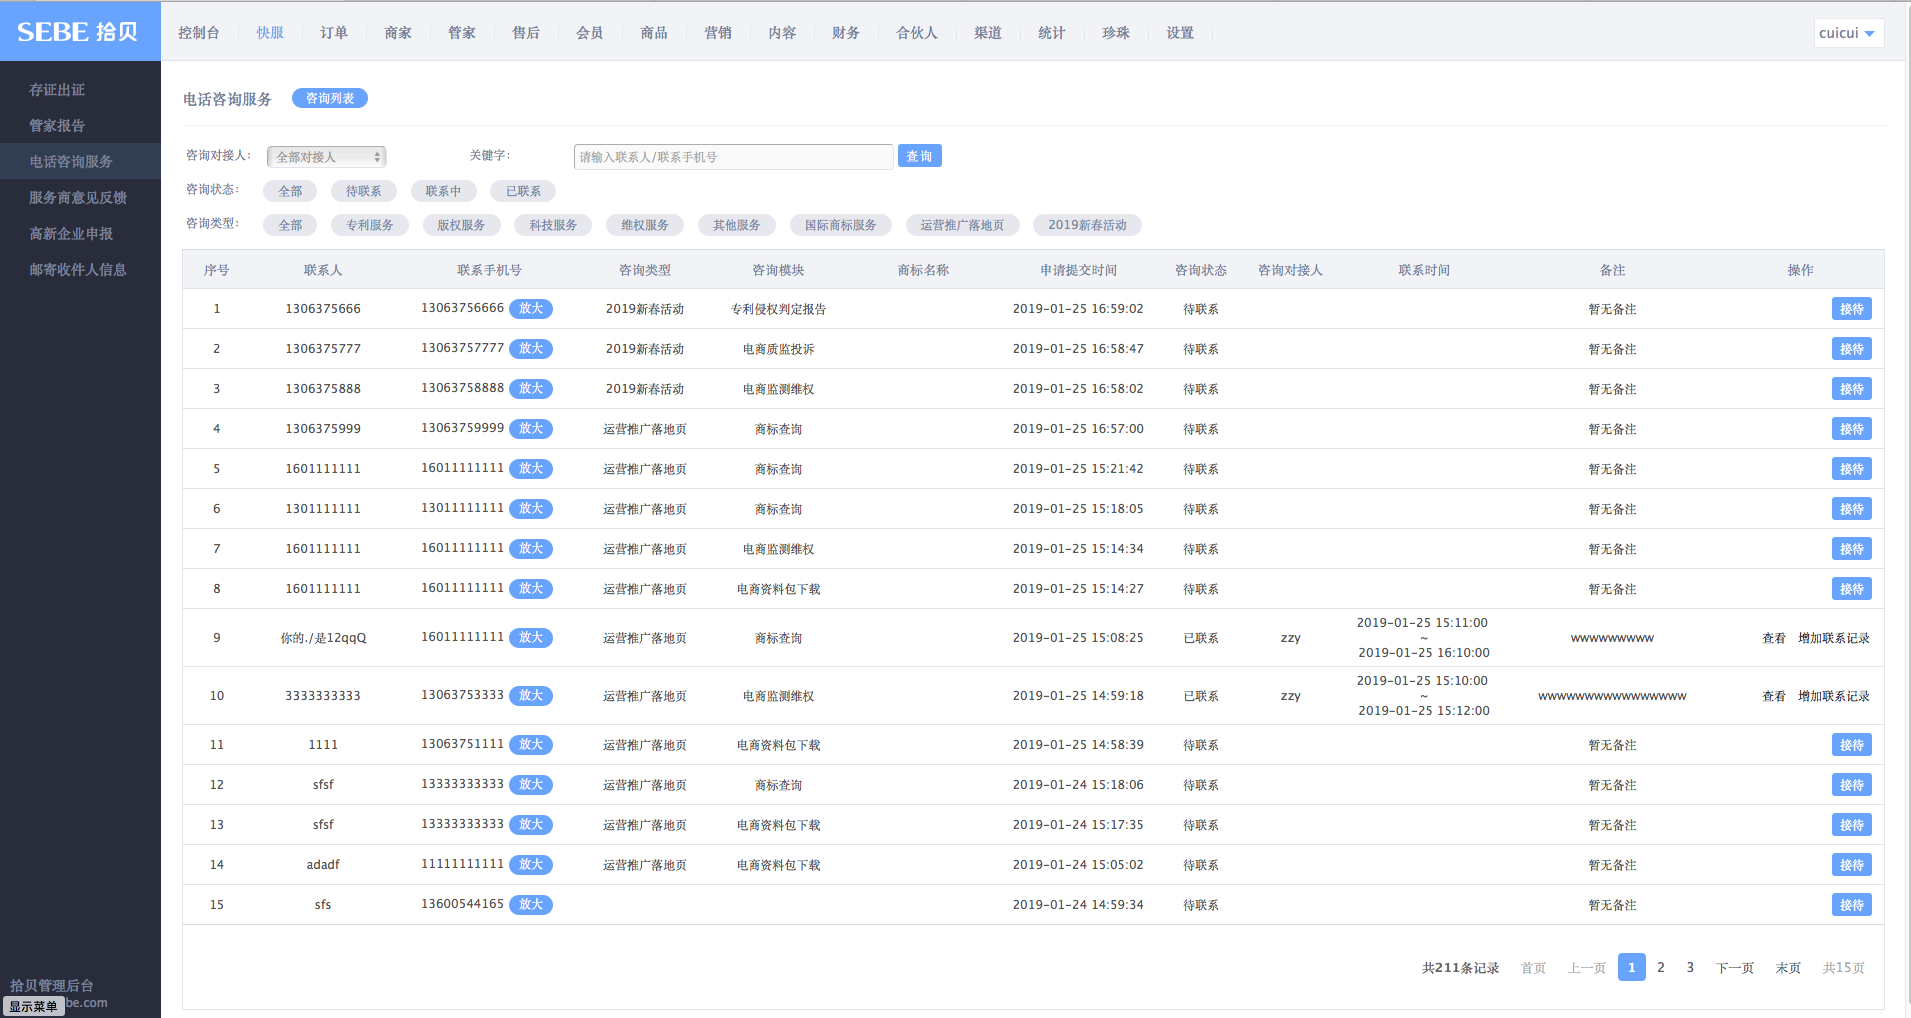 SEBE 拾贝
控制台 快服 订单 商家 管家 售后 会员 商品 营销 内容 财务 合伙人 渠道 统计 珍珠 设置 cuicui
存证出证
管家报告
电话咨询服务
服务商意见反馈
高新企业申报
邮寄收件人信息
电话咨询服务 咨询列表
咨询对接人： 全部对接人 关键字： 请输入联系人/联系手机号 查询
咨询状态： 全部 待联系 联系中 已联系
咨询类型： 全部 专利服务 版权服务 科技服务 维权服务 其他服务 国际商标服务 运营推广落地页 2019新春活动
序号 联系人 联系手机号 咨询类型 咨询模块 商标名称 申请提交时间 咨询状态 咨询对接人 联系时间 备注 操作
1 1306375666 13063756666 放大 2019新春活动 专利侵权判定报告 2019-01-25 16:59:02 待联系 暂无备注 接待
2 1306375777 13063757777 放大 2019新春活动 电商质监投诉 2019-01-25 16:58:47 待联系 暂无备注 接待
3 1306375888 13063758888 放大 2019新春活动 电商监测维权 2019-01-25 16:58:02 待联系 暂无备注 接待
4 1306375999 13063759999 放大 运营推广落地页 商标查询 2019-01-25 16:57:00 待联系 暂无备注 接待
5 1601111111 16011111111 放大 运营推广落地页 商标查询 2019-01-25 15:21:42 待联系 暂无备注 接待
6 1301111111 13011111111 放大 运营推广落地页 商标查询 2019-01-25 15:18:05 待联系 暂无备注 接待
7 1601111111 16011111111 放大 运营推广落地页 电商监测维权 2019-01-25 15:14:34 待联系 暂无备注 接待
8 1601111111 16011111111 放大 运营推广落地页 电商资料包下载 2019-01-25 15:14:27 待联系 暂无备注 接待
9 你的./是12qqQ 16011111111 放大 运营推广落地页 商标查询 2019-01-25 15:08:25 已联系 zzy 2019-01-25 15:11:00 ~ 2019-01-25 16:10:00 wwwwwwwww 查看 增加联系记录
10 3333333333 13063753333 放大 运营推广落地页 电商监测维权 2019-01-25 14:59:18 已联系 zzy 2019-01-25 15:10:00 ~ 2019-01-25 15:12:00 wwwwwwwwwwwwwwww 查看 增加联系记录
11 1111 13063751111 放大 运营推广落地页 电商资料包下载 2019-01-25 14:58:39 待联系 暂无备注 接待
12 sfsf 13333333333 放大 运营推广落地页 商标查询 2019-01-24 15:18:06 待联系 暂无备注 接待
13 sfsf 13333333333 放大 运营推广落地页 电商资料包下载 2019-01-24 15:17:35 待联系 暂无备注 接待
14 adadf 11111111111 放大 运营推广落地页 电商资料包下载 2019-01-24 15:05:02 待联系 暂无备注 接待
15 sfs 13600544165 放大 2019-01-24 14:59:34 待联系 暂无备注 接待
共211条记录 首页 上一页 1 2 3 下一页 末页 共15页
拾贝管理后台
显示菜单 be.com